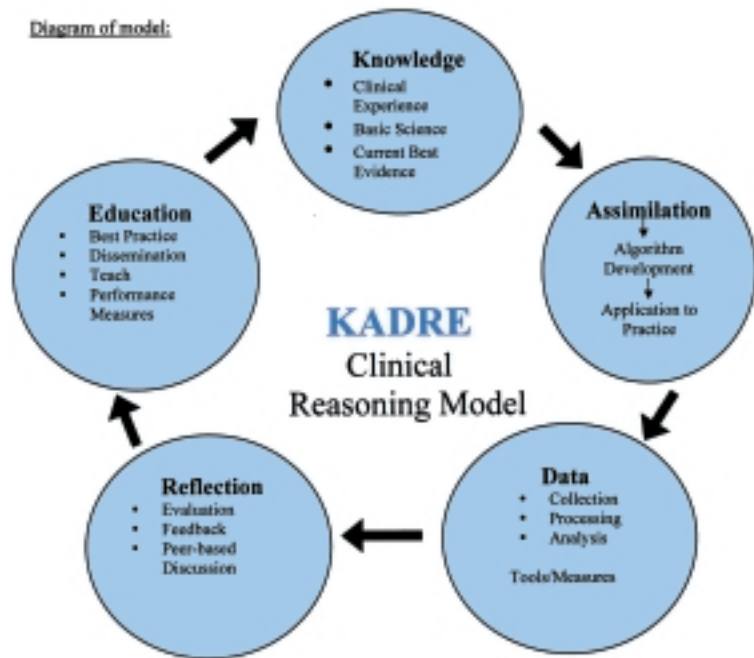 Diagram of model:
Knowledge
• Clinical
Experience
• Basic Science
• Current Best
Evidence
Assimilation
Algorithm
Development
Application to
Practice
Data
• Collection
• Processing
• Analysis
Tools/Measures
Reflection
• Evaluation
• Feedback
• Peer-based
Discussion
Education
• Best Practice
• Dissemination
• Teach
• Performance
Measures
KADRE
Clinical
Reasoning Model